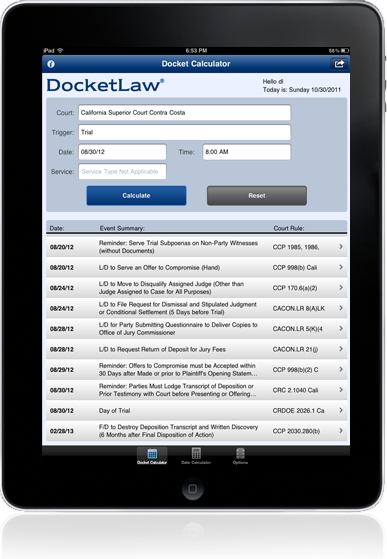 iPad 6:53 PM 58%
Docket Calculator
DocketLaw®
Hello dl
Today is: Sunday 10/30/2011
Court: California Superior Court Contra Costa
Trigger: Trial
Date: 08/30/12 Time: 8:00 AM
Service: Service Type Not Applicable
Calculate Reset
Date: Event Summary: Court Rule:
08/20/12 Reminder: Serve Trial Subpoenas on Non-Party Witnesses CCP 1985, 1986,
(without Documents)
08/20/12 L/D to Serve an Offer to Compromise (Hand) CCP 998(b) Cali
08/24/12 L/D to Move to Disqualify Assigned Judge (Other than CCP 170.6(a)(2)
Judge Assigned to Case for All Purposes)
08/24/12 L/D to File Request for Dismissal and Stipulated Judgment CACON.LR 8(A)LK
or Conditional Settlement (5 Days before Trial)
08/28/12 L/D for Party Submitting Questionnaire to Deliver Copies to CACON.LR 5(K)(4
Office of Jury Commissioner
08/28/12 L/D to Request Return of Deposit for Jury Fees CACON.LR 21(j)
08/29/12 Reminder: Offers to Compromise must be Accepted within CCP 998(b)(2) C
30 Days after Made or prior to Plaintiff's Opening Statem...
08/30/12 Reminder: Parties Must Lodge Transcript of Deposition or CRC 2.1040 Cali
Prior Testimony with Court before Presenting or Offering...
08/30/12 Day of Trial CRDOE 2026.1 Ca
02/28/13 F/D to Destroy Deposition Transcript and Written Discovery CCP 2030.280(b)
(6 Months after Final Disposition of Action)
Docket Calculator Date Calculator Options